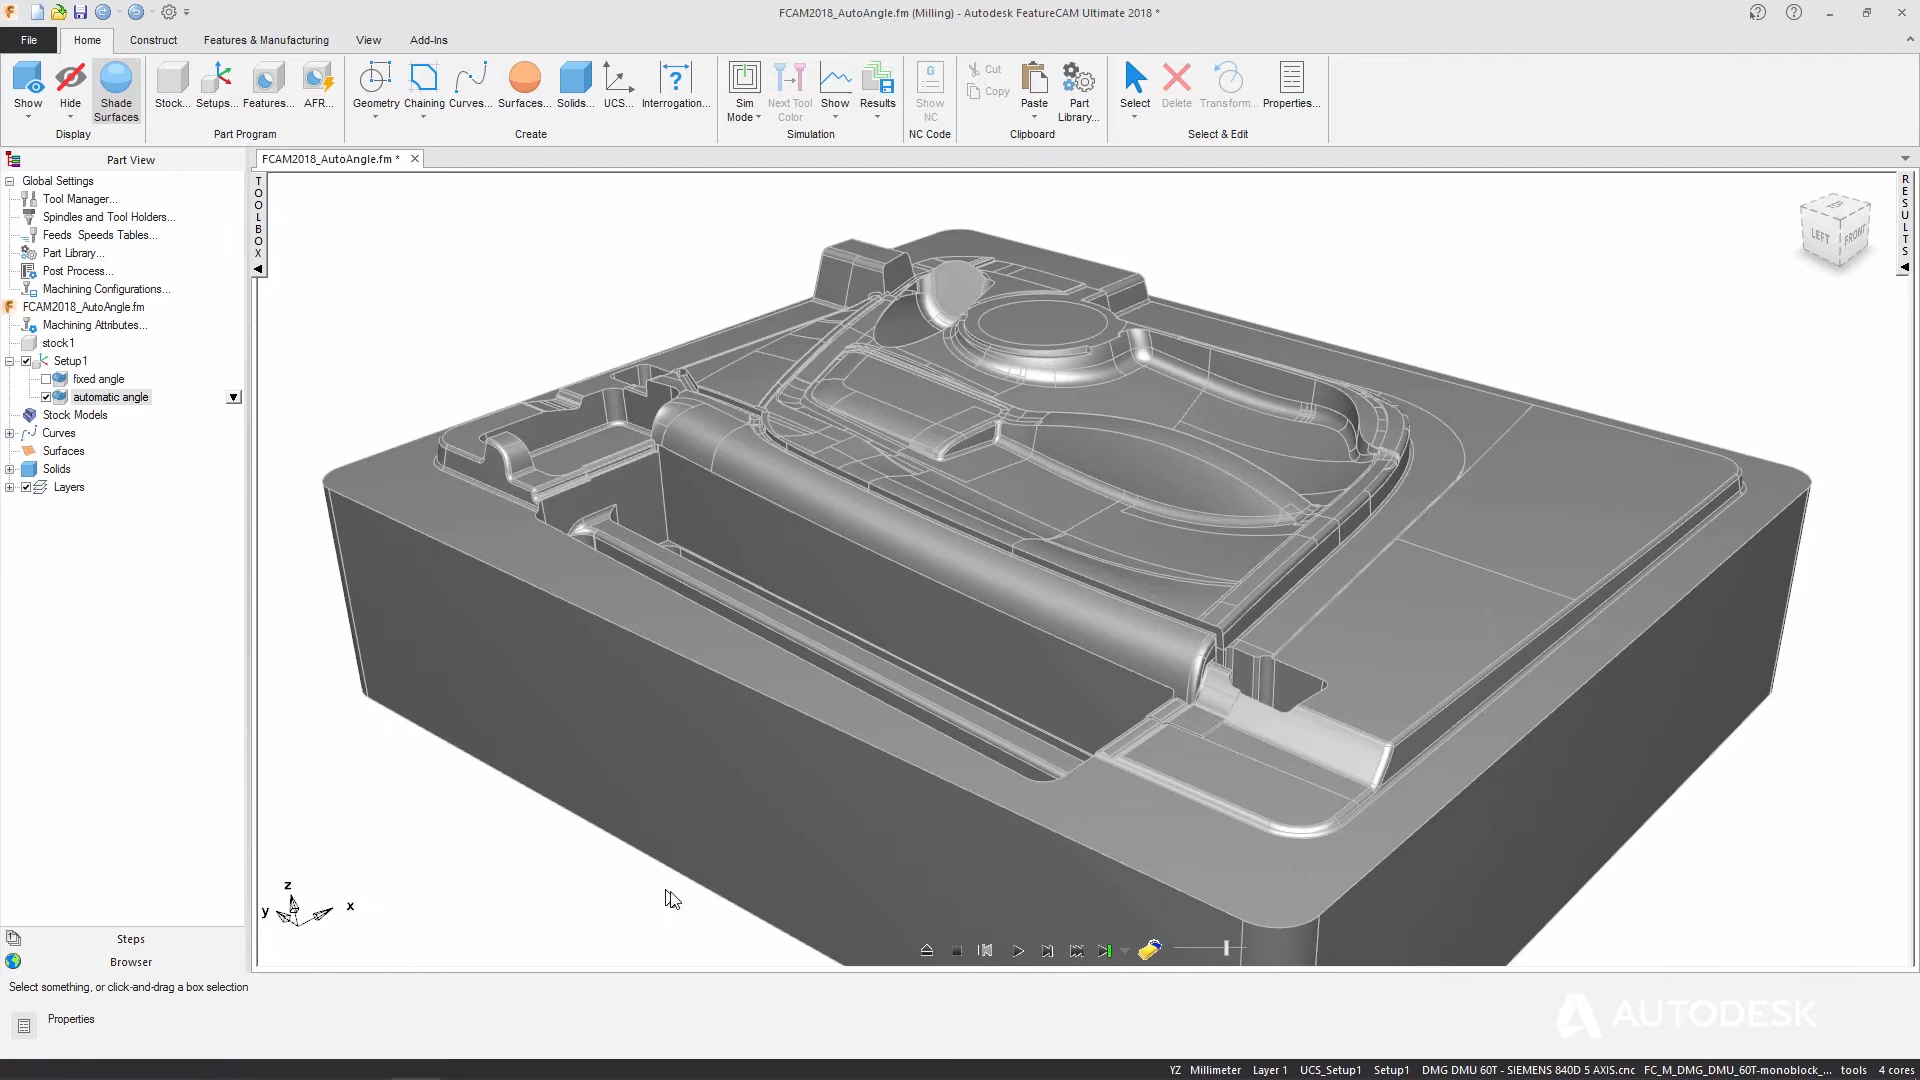 FCAM2018_AutoAngle.fm (Milling) - Autodesk FeatureCAM Ultimate 2018 *
File
Home
Construct
Features & Manufacturing
View
Add-Ins
Show
Hide
Shade Surfaces
Stock...
Setups...
Features...
AFR...
Geometry
Chaining
Curves...
Surfaces...
Solids...
UCS...
Interrogation...
Sim Mode
Next Tool Color
Show
Results
Show NC
Cut
Copy
Paste
Part Library...
Select
Delete
Transform...
Properties...
Display
Part Program
Create
Simulation
NC Code
Clipboard
Select & Edit
Part View
FCAM2018_AutoAngle.fm *
Global Settings
Tool Manager...
Spindles and Tool Holders...
Feeds Speeds Tables...
Part Library...
Post Process...
Machining Configurations...
FCAM2018_AutoAngle.fm
Machining Attributes...
stock1
Setup1
fixed angle
automatic angle
Stock Models
Curves
Surfaces
Solids
Layers
TOOLBOX
RESULTS
TOP
LEFT
FRONT
z
y
x
Steps
Browser
Select something, or click-and-drag a box selection
Properties
AUTODESK
YZ Millimeter Layer 1 UCS_Setup1 Setup1 DMG DMU 60T - SIEMENS 840D 5 AXIS.cnc FC_M_DMG_DMU_60T-monoblock_... tools 4 cores